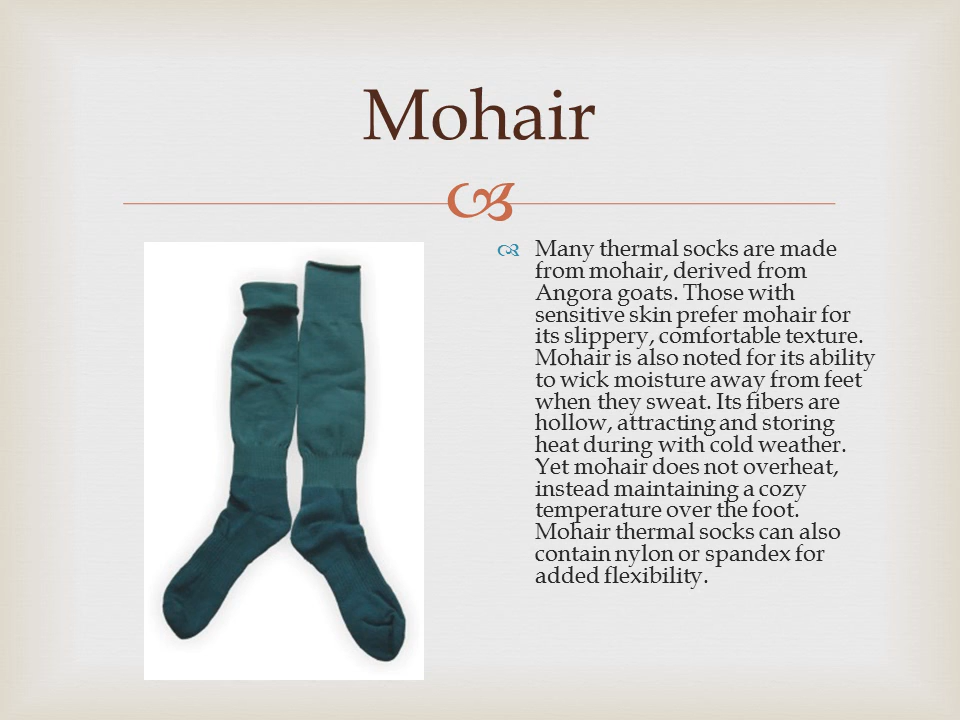 Mohair
Many thermal socks are made
from mohair, derived from
Angora goats. Those with
sensitive skin prefer mohair for
its slippery, comfortable texture.
Mohair is also noted for its ability
to wick moisture away from feet
when they sweat. Its fibers are
hollow, attracting and storing
heat during with cold weather.
Yet mohair does not overheat,
instead maintaining a cozy
temperature over the foot.
Mohair thermal socks can also
contain nylon or spandex for
added flexibility.